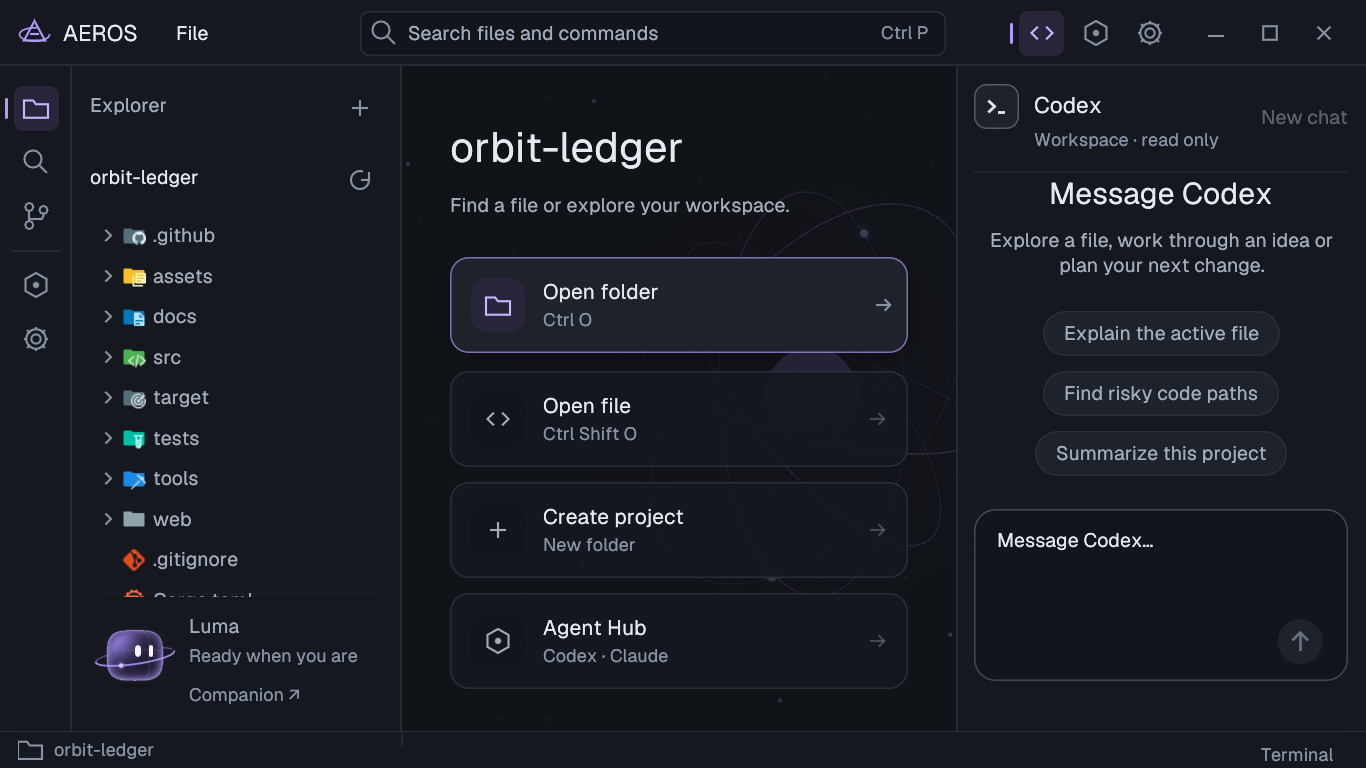 AEROS
File
Search files and commands
Ctrl P
Explorer
orbit-ledger
.github
assets
docs
src
target
tests
tools
web
.gitignore
Cargo.toml
Luma
Ready when you are
Companion ↗
orbit-ledger
Find a file or explore your workspace.
Open folder
Ctrl O
Open file
Ctrl Shift O
Create project
New folder
Agent Hub
Codex · Claude
Codex
Workspace · read only
New chat
Message Codex
Explore a file, work through an idea or
plan your next change.
Explain the active file
Find risky code paths
Summarize this project
Message Codex…
orbit-ledger
Terminal